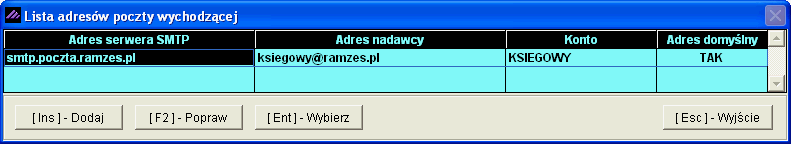 Lista adresów poczty wychodzącej
Adres serwera SMTP Adres nadawcy Konto Adres domyślny
smtp.poczta.ramzes.pl ksiegowy@ramzes.pl KSIEGOWY TAK
[ Ins ] - Dodaj [ F2 ] - Popraw [ Ent ] - Wybierz [ Esc ] - Wyjście